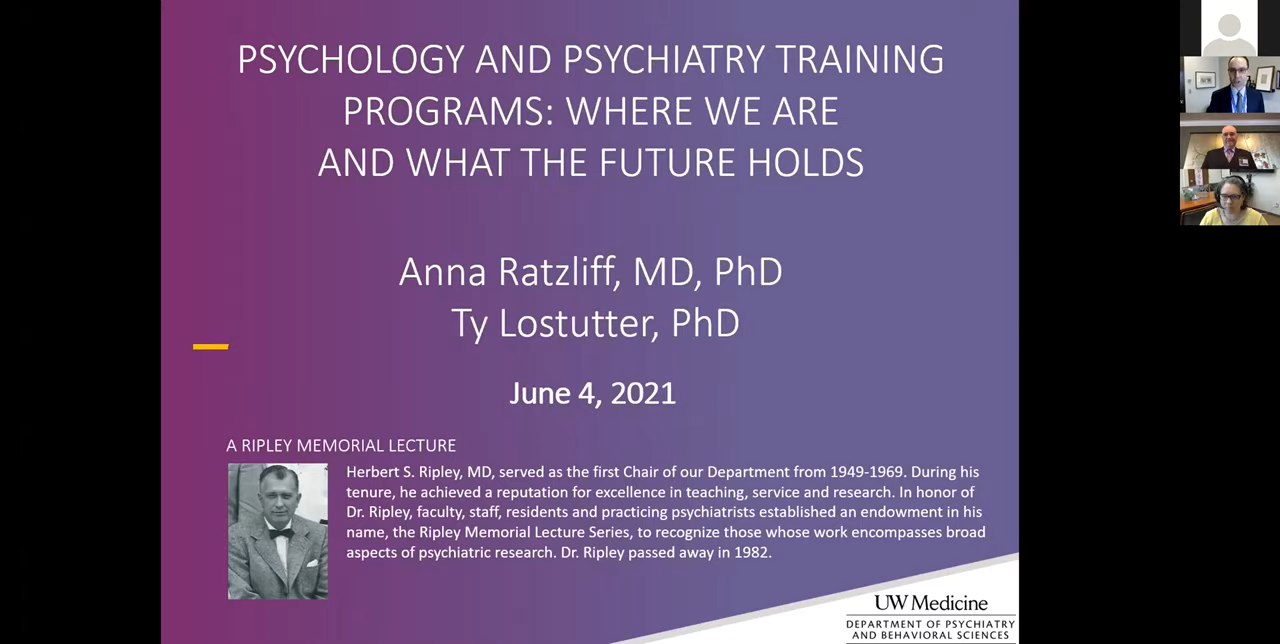 PSYCHOLOGY AND PSYCHIATRY TRAINING
PROGRAMS: WHERE WE ARE
AND WHAT THE FUTURE HOLDS
Anna Ratzliff, MD, PhD
Ty Lostutter, PhD
June 4, 2021
A RIPLEY MEMORIAL LECTURE
Herbert S. Ripley, MD, served as the first Chair of our Department from 1949-1969. During his
tenure, he achieved a reputation for excellence in teaching, service and research. In honor of
Dr. Ripley, faculty, staff, residents and practicing psychiatrists established an endowment in his
name, the Ripley Memorial Lecture Series, to recognize those whose work encompasses broad
aspects of psychiatric research. Dr. Ripley passed away in 1982.
UW Medicine
DEPARTMENT OF PSYCHIATRY
AND BEHAVIORAL SCIENCES